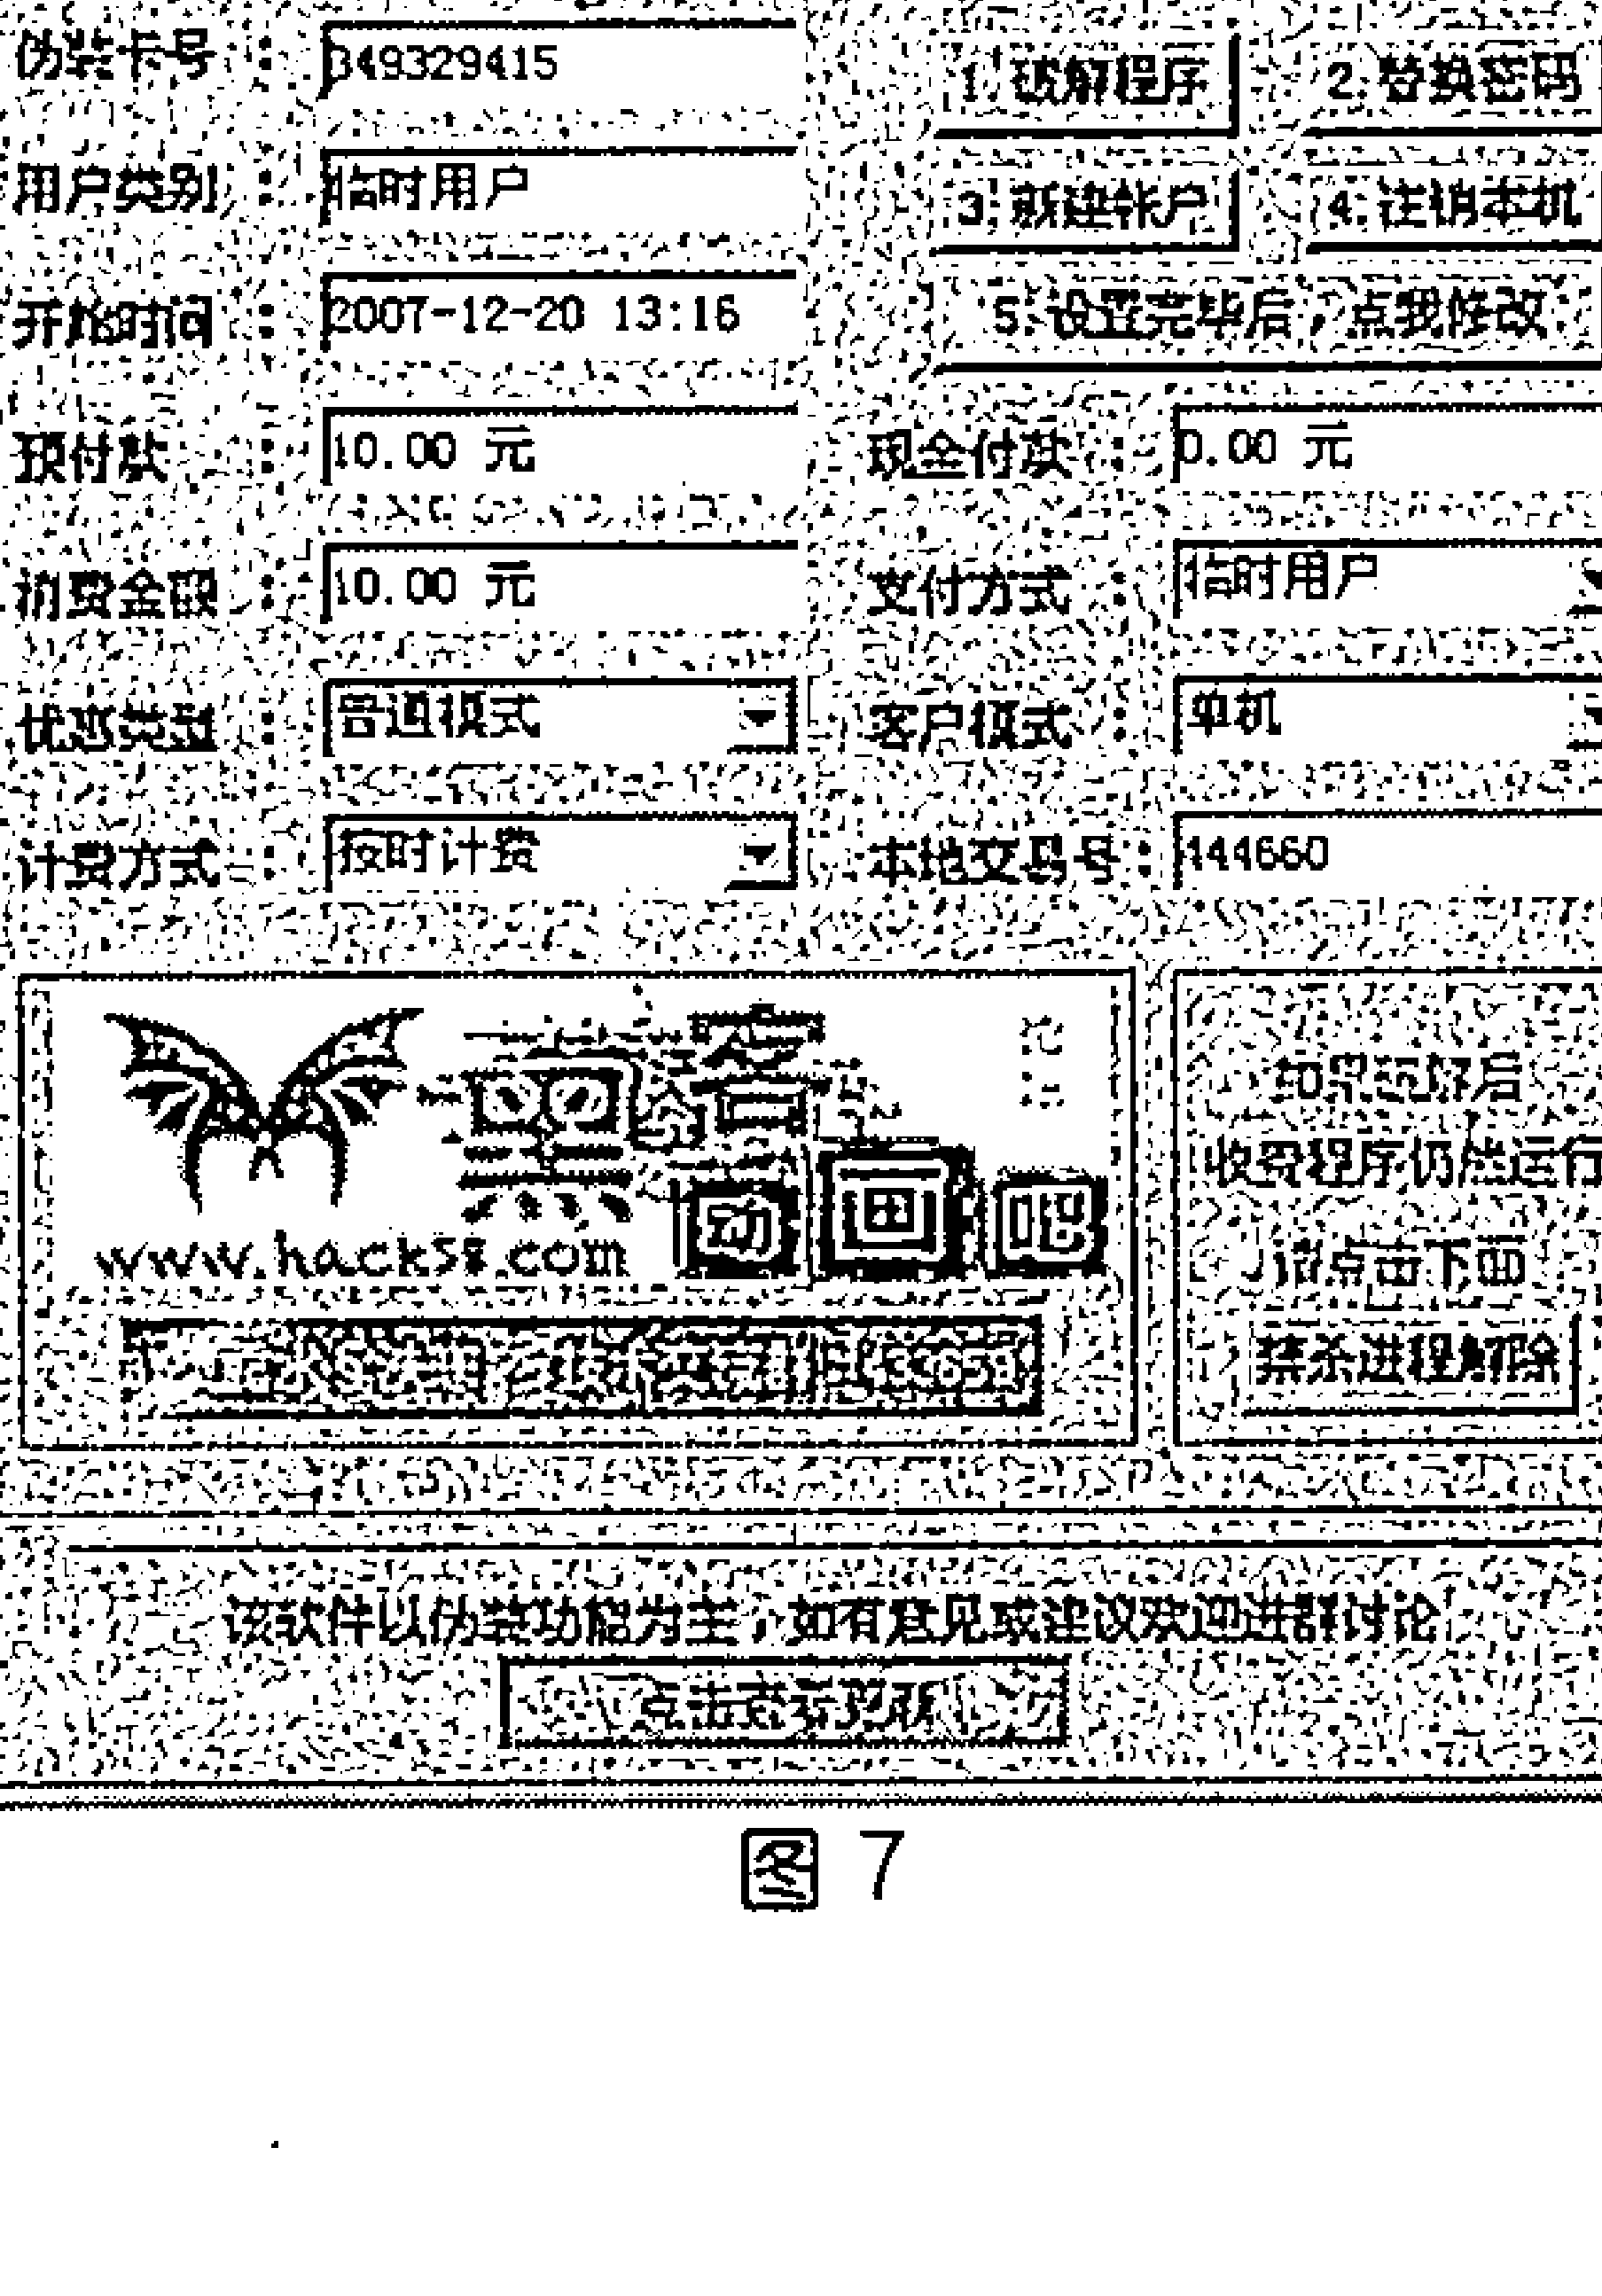 伪装卡号：
349329415
1. 破解程序
2. 替换密码
用户类别：
临时用户
3. 新建帐户
4. 注销本机
开始时间：
2007-12-20 13:16
5. 设置完毕后，点我修改
预付款：
10.00 元
现金付款：
0.00 元
消费金额：
10.00 元
支付方式：
临时用户
优惠类型：
普通模式
客户模式：
单机
计费方式：
按时计费
本地交易号：
444660
动画吧
www.hack58.com
如果破解后
收费程序仍然运行
请点击下面
禁杀进程解除
该软件以伪装功能为主，如有意见或建议欢迎进群讨论
图 7